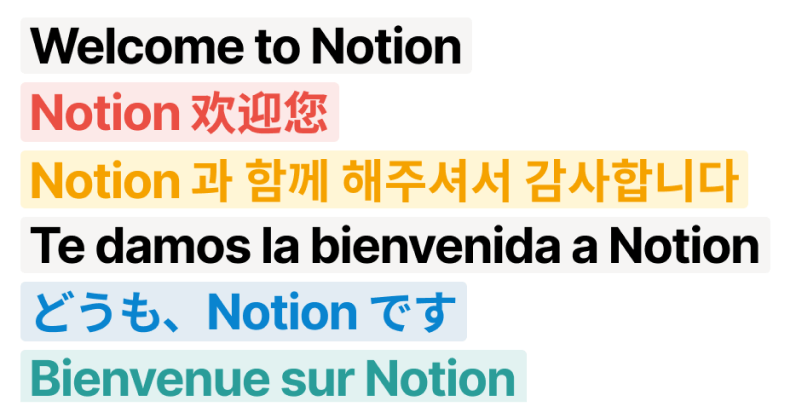 Welcome to Notion
Notion 欢迎您
Notion 과 함께 해주셔서 감사합니다
Te damos la bienvenida a Notion
どうも、Notion です
Bienvenue sur Notion